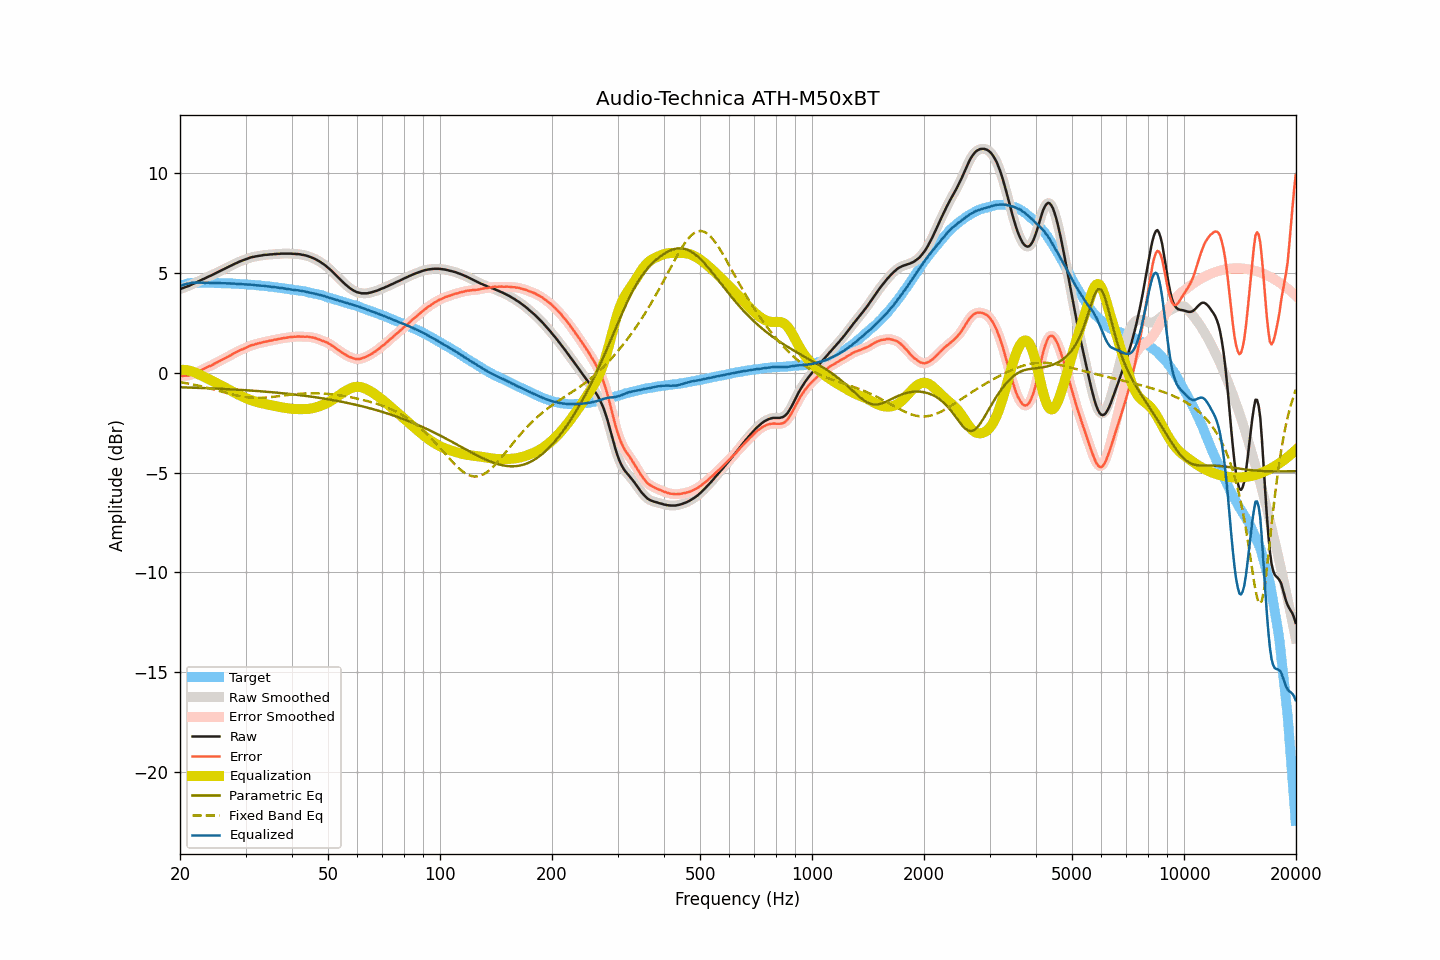 Audio-Technica ATH-M50xBT
10
5
0
−5
−10
−15
−20
Amplitude (dBr)
Target
Raw Smoothed
Error Smoothed
Raw
Error
Equalization
Parametric Eq
Fixed Band Eq
Equalized
20 50 100 200 500 1000 2000 5000 10000 20000
Frequency (Hz)